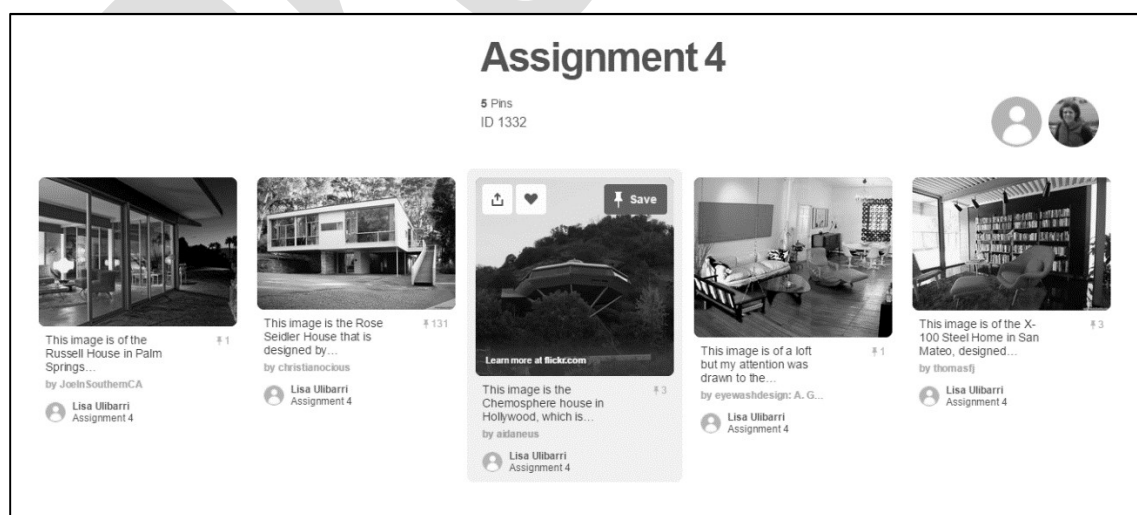 Assignment 4
5 Pins
ID 1332
This image is of the
Russell House in Palm
Springs...
1
by JoeInSouthernCA
Lisa Ulibarri
Assignment 4
This image is the Rose
Seidler House that is
designed by...
131
by christianocious
Lisa Ulibarri
Assignment 4
Save
Learn more at flickr.com
This image is the
Chemosphere house in
Hollywood, which is...
3
by aidaneus
Lisa Ulibarri
Assignment 4
This image is of a loft
but my attention was
drawn to the...
1
by eyewashdesign: A. G...
Lisa Ulibarri
Assignment 4
This image is of the X-
100 Steel Home in San
Mateo, designed...
3
by thomasfj
Lisa Ulibarri
Assignment 4